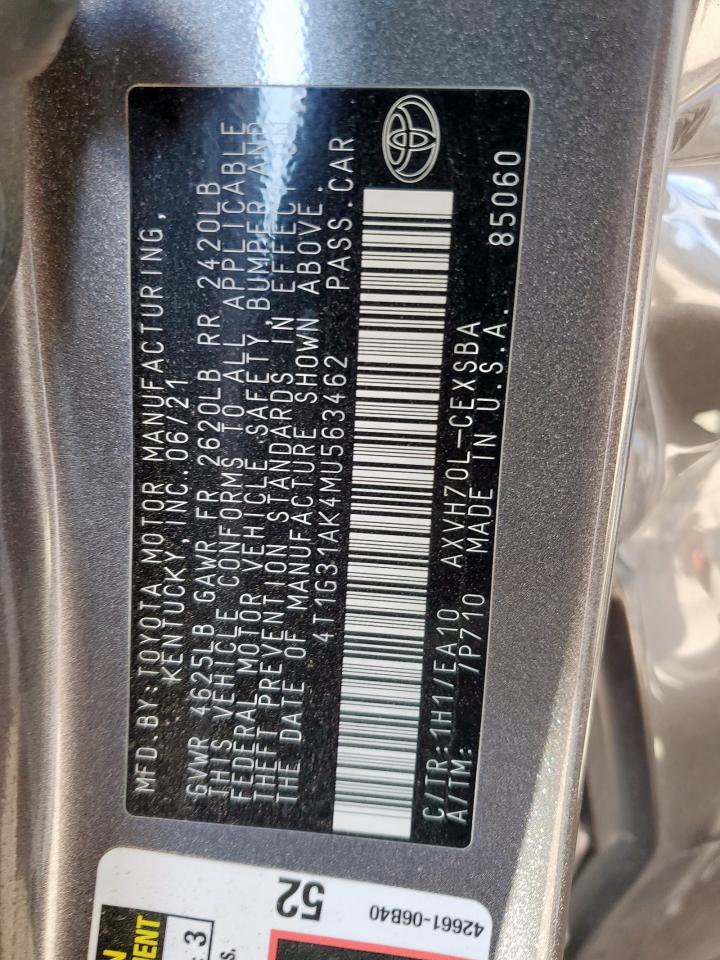 MFD.BY:TOYOTA MOTOR MANUFACTURING,
KENTUCKY,INC.06/21
GVWR 4625LB GAWR FR 2620LB RR 2420LB
THIS VEHICLE CONFORMS TO ALL APPLICABLE
FEDERAL MOTOR VEHICLE SAFETY BUMPER,AND
THEFT PREVENTION STANDARDS IN EFFECT ON
THE DATE OF MANUFACTURE SHOWN ABOVE.
4T1G31AK4MU563462 PASS.CAR
C/TR:1H1/EA10 AXVH70L-CEXSBA
A/TM: /P710 MADE IN U.S.A. 85060
52
42661-06B40
3